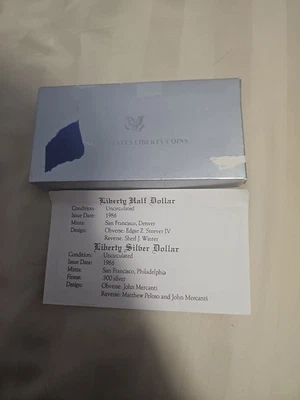 STATES LIBERTY COINS
Liberty Half Dollar
Condition: Uncirculated
Issue Date: 1986
Mints: San Francisco, Denver
Design: Obverse: Edgar Z. Steever IV
Reverse: Sherl J. Winter
Liberty Silver Dollar
Condition: Uncirculated
Issue Date: 1986
Mints: San Francisco, Philadelphia
Finess: .900 silver
Design: Obverse: John Mercanti
Reverse: Matthew Peloso and John Mercanti